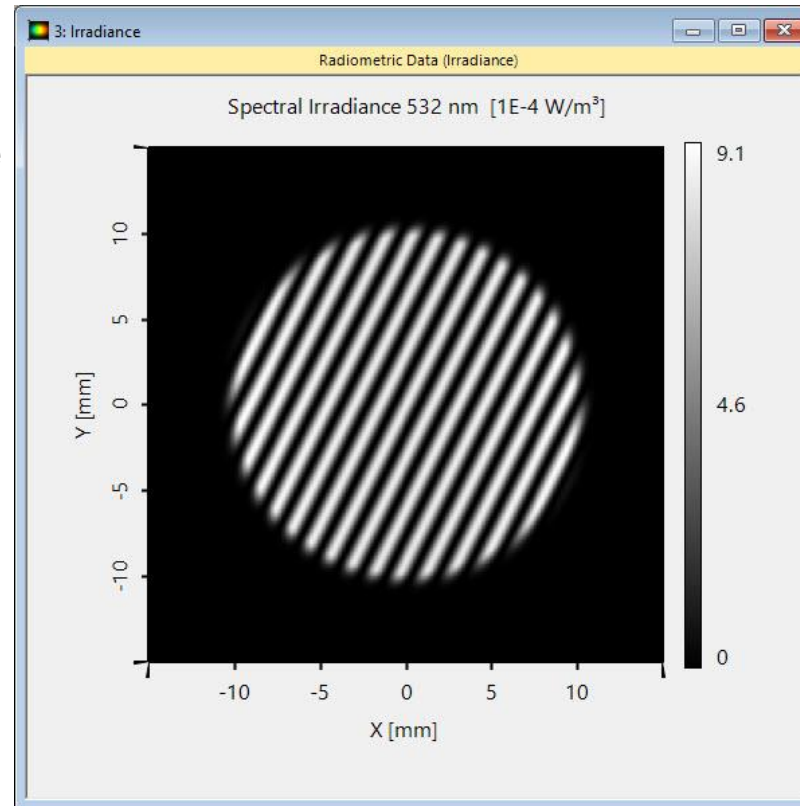 3: Irradiance
Radiometric Data (Irradiance)
Spectral Irradiance 532 nm [1E-4 W/m³]
9.1
4.6
0
10
5
0
-5
-10
Y [mm]
-10 -5 0 5 10
X [mm]